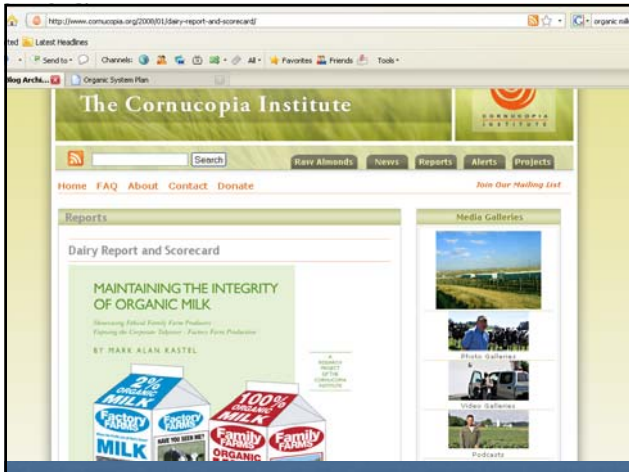 http://www.cornucopia.org/2008/01/dairy-report-and-scorecard/
organic milk
ted Latest Headlines
Send to Channels: All Favorites Friends Tools
Blog Archi... Organic System Plan
The Cornucopia Institute
CORNUCOPIA
INSTITUTE
Search
Raw Almonds News Reports Alerts Projects
Home FAQ About Contact Donate
Join Our Mailing List
Reports
Media Galleries
Dairy Report and Scorecard
MAINTAINING THE INTEGRITY
OF ORGANIC MILK
Showcasing Ethical Family Farm Producers
Exposing the Corporate Takeover - Factory Farm Production
BY MARK ALAN KASTEL
A
RESEARCH
PROJECT
OF THE
CORNUCOPIA
INSTITUTE
Photo Galleries
Video Galleries
Podcasts
2%
ORGANIC
MILK
Factory
FARMS
Factory
FARMS
MILK
HAVE YOU SEEN ME?
100%
ORGANIC
MILK
Family
FARMS
Family
FARMS
ORGANIC